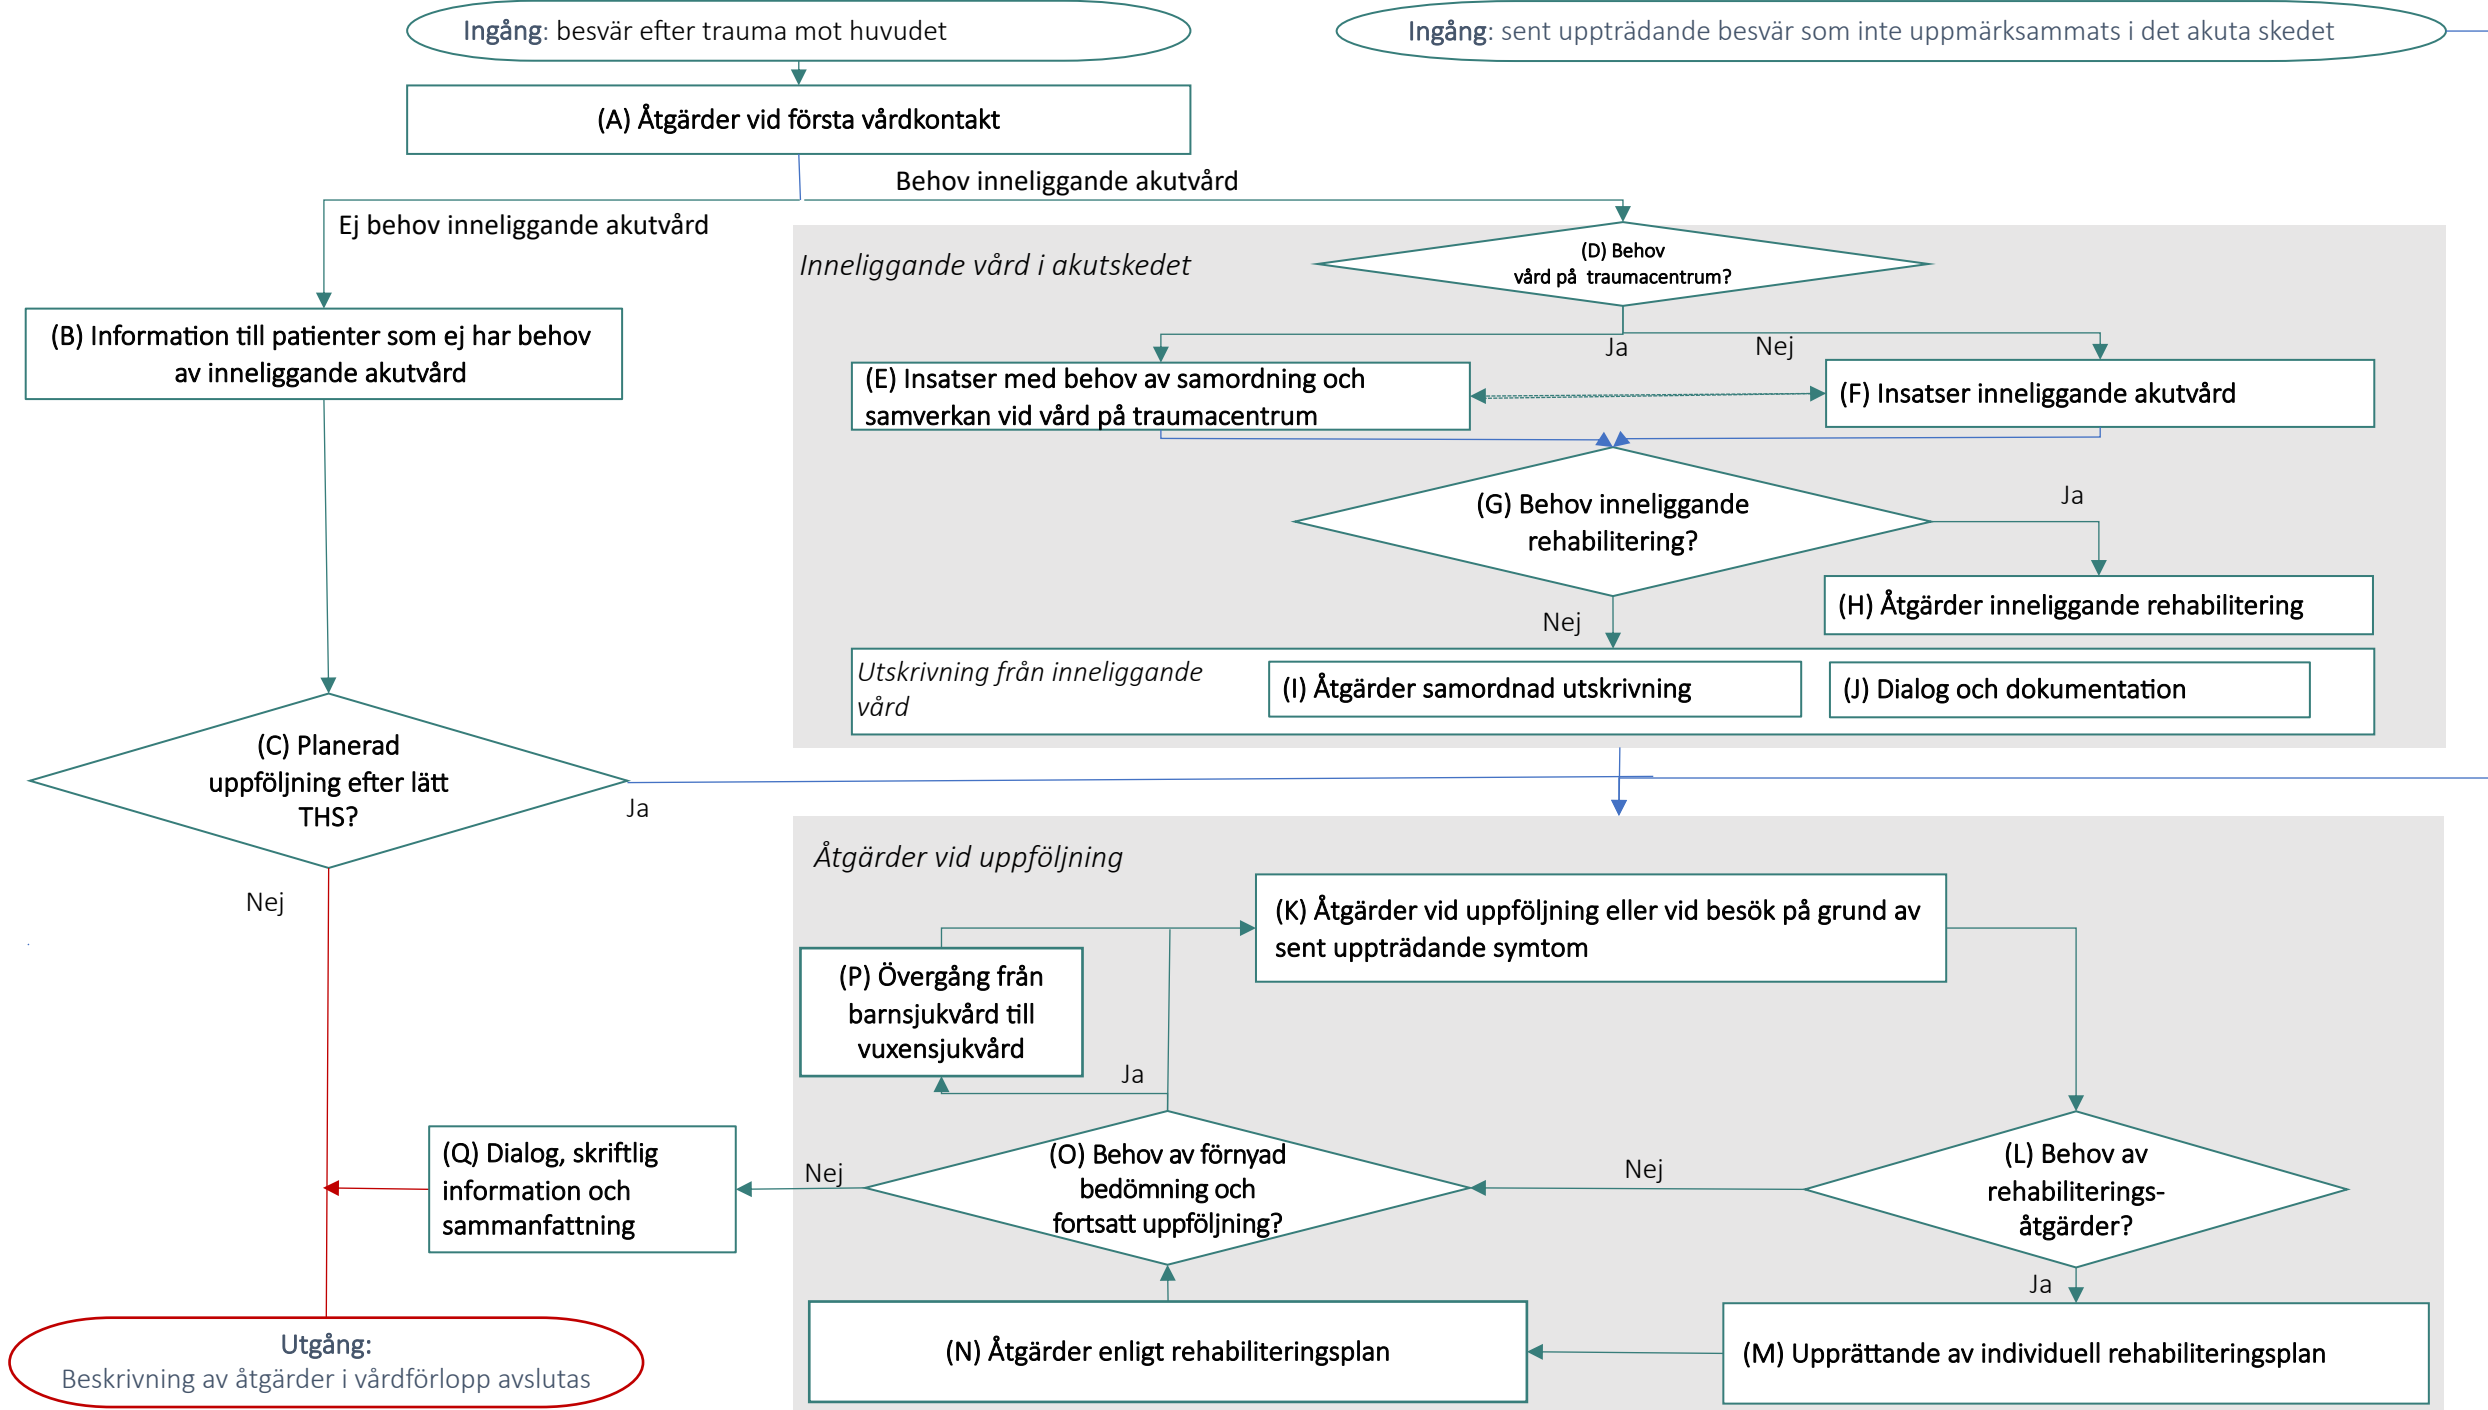 Ingång: besvär efter trauma mot huvudet
Ingång: sent uppträdande besvär som inte uppmärksammats i det akuta skedet
(A) Åtgärder vid första vårdkontakt
Behov inneliggande akutvård
Ej behov inneliggande akutvård
Inneliggande vård i akutskedet
(D) Behov
vård på traumacentrum?
(B) Information till patienter som ej har behov
av inneliggande akutvård
Ja
Nej
(E) Insatser med behov av samordning och
samverkan vid vård på traumacentrum
(F) Insatser inneliggande akutvård
(G) Behov inneliggande
rehabilitering?
Ja
(H) Åtgärder inneliggande rehabilitering
Nej
Utskrivning från inneliggande
vård
(I) Åtgärder samordnad utskrivning
(J) Dialog och dokumentation
(C) Planerad
uppföljning efter lätt
THS?
Ja
Nej
Åtgärder vid uppföljning
(K) Åtgärder vid uppföljning eller vid besök på grund av
sent uppträdande symtom
(P) Övergång från
barnsjukvård till
vuxensjukvård
Ja
(Q) Dialog, skriftlig
information och
sammanfattning
Nej
(O) Behov av förnyad
bedömning och
fortsatt uppföljning?
Nej
(L) Behov av
rehabiliterings-
åtgärder?
Ja
(N) Åtgärder enligt rehabiliteringsplan
(M) Upprättande av individuell rehabiliteringsplan
Utgång:
Beskrivning av åtgärder i vårdförlopp avslutas